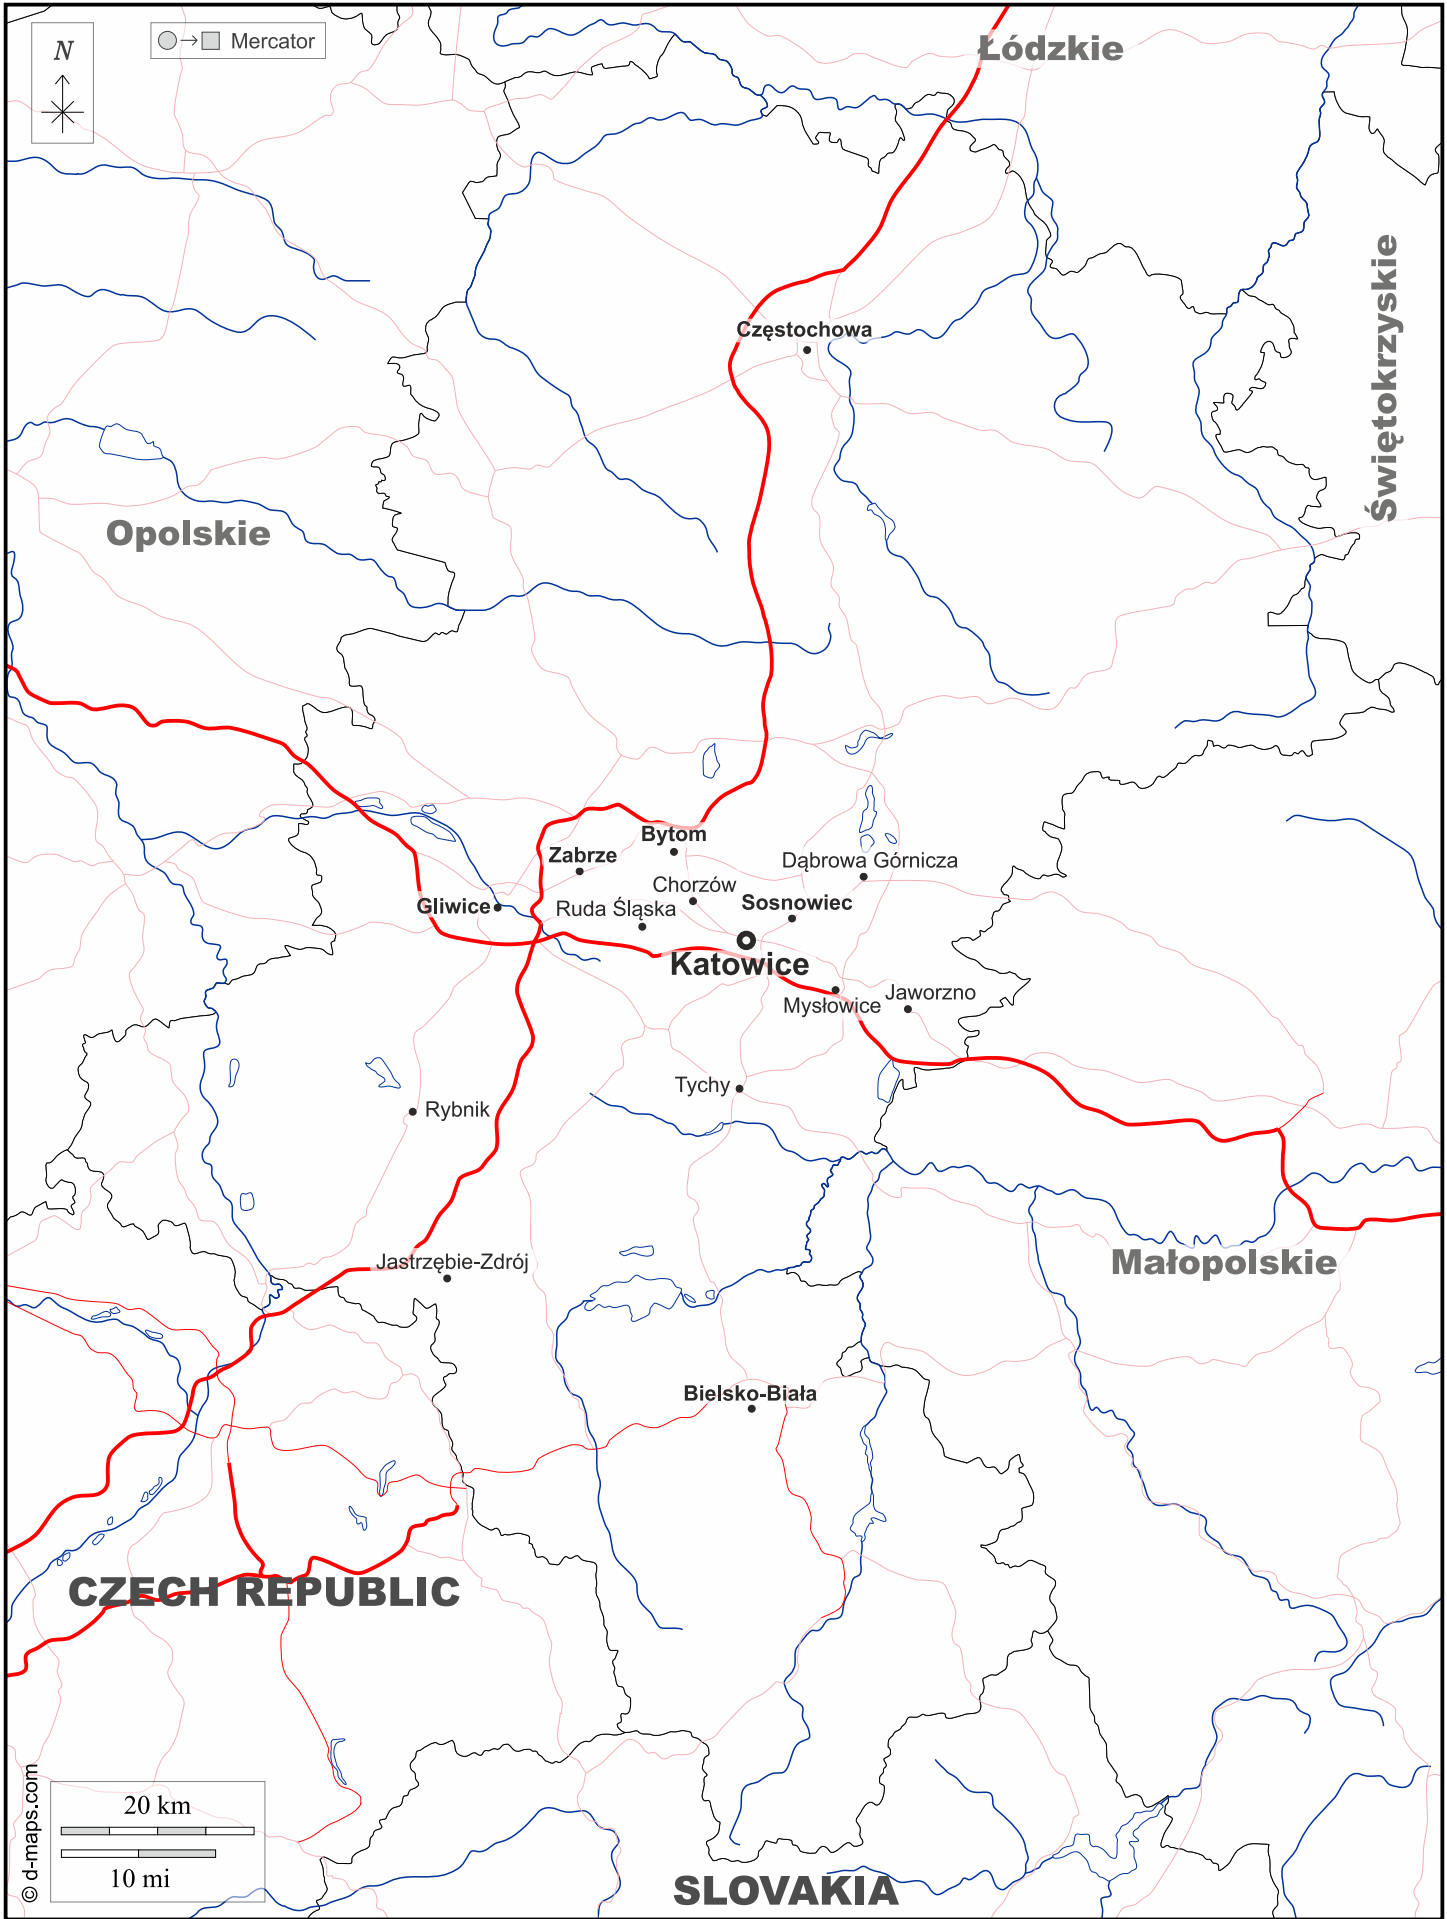 N
Mercator
Łódzkie
Świętokrzyskie
Częstochowa
Opolskie
Bytom
Zabrze
Dąbrowa Górnicza
Chorzów
Gliwice
Ruda Śląska
Sosnowiec
Katowice
Mysłowice
Jaworzno
Tychy
Rybnik
Jastrzębie-Zdrój
Małopolskie
Bielsko-Biała
CZECH REPUBLIC
20 km
10 mi
© d-maps.com
SLOVAKIA